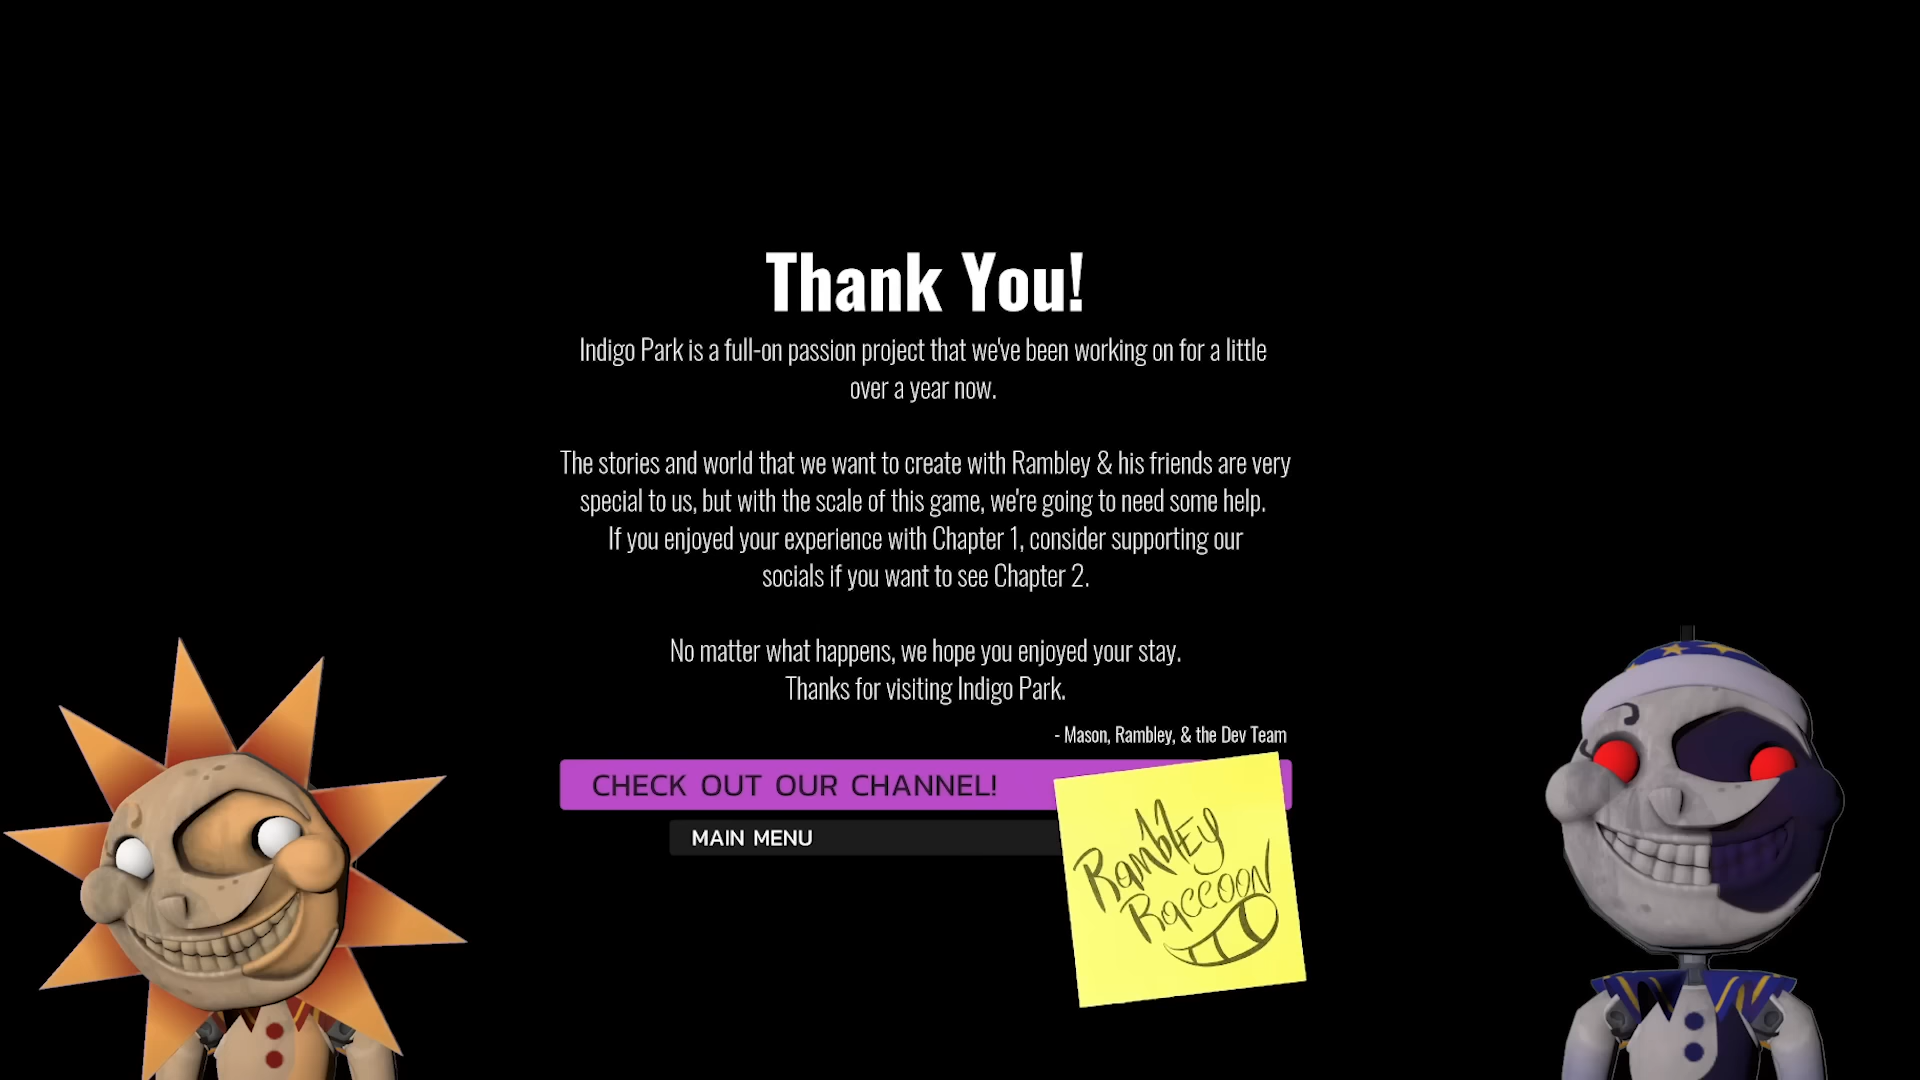 Thank You!
Indigo Park is a full-on passion project that we've been working on for a little
over a year now.
The stories and world that we want to create with Rambley & his friends are very
special to us, but with the scale of this game, we're going to need some help.
If you enjoyed your experience with Chapter 1, consider supporting our
socials if you want to see Chapter 2.
No matter what happens, we hope you enjoyed your stay.
Thanks for visiting Indigo Park.
- Mason, Rambley, & the Dev Team
CHECK OUT OUR CHANNEL!
MAIN MENU
RambLEy
Raccoon